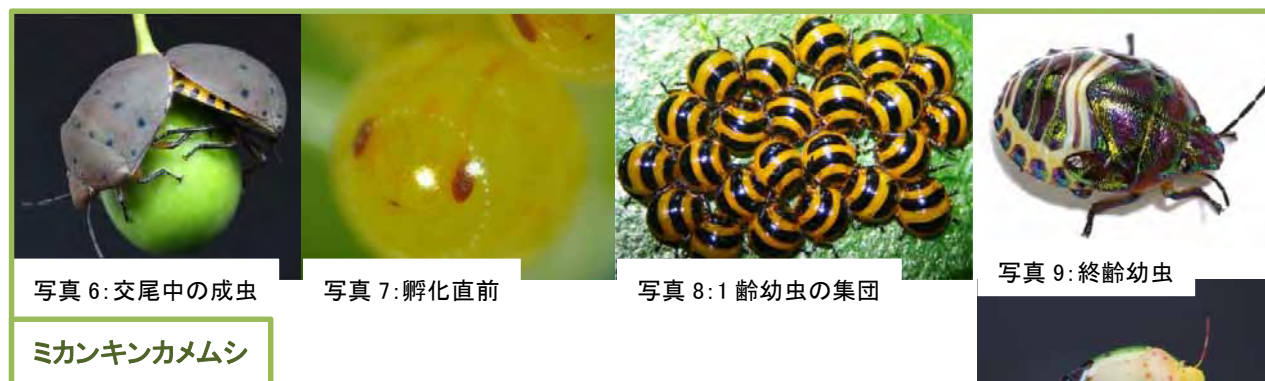 写真 6:交尾中の成虫
写真 7:孵化直前
写真 8:1 齢幼虫の集団
写真 9:終齢幼虫
ミカンキンカメムシ